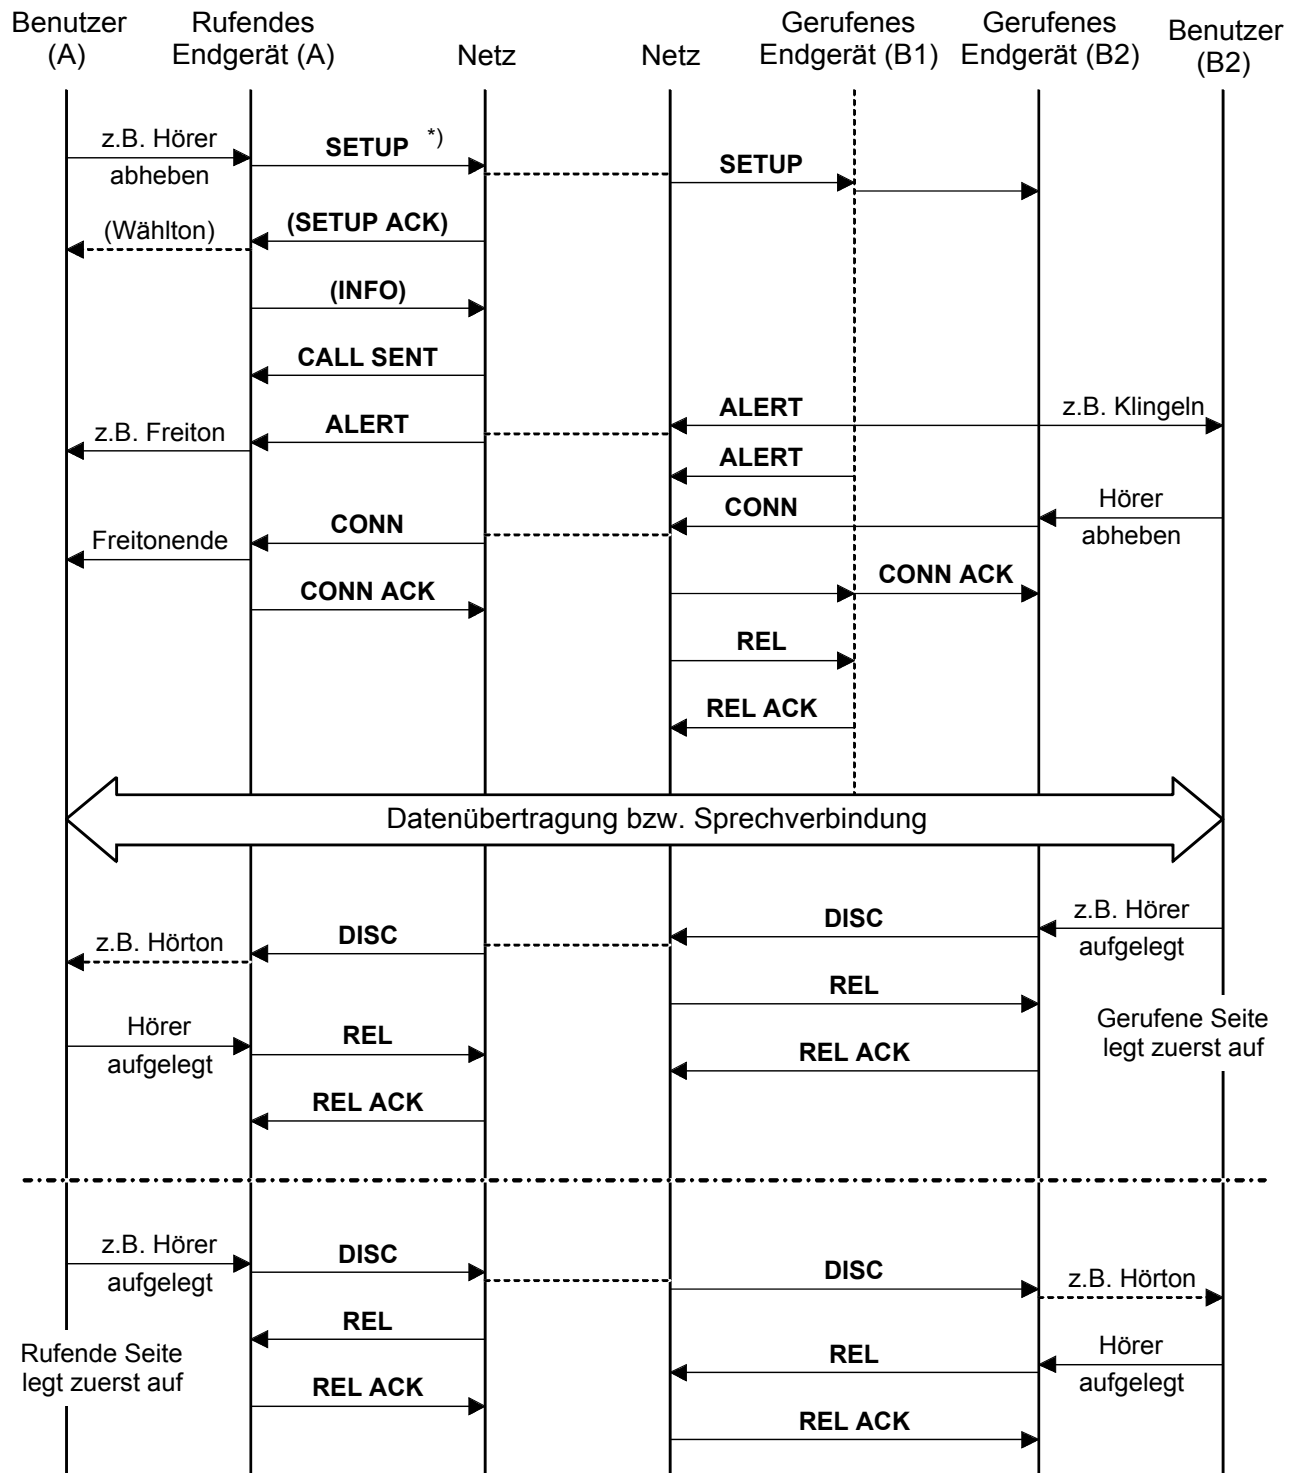 Benutzer
(A)
Rufendes
Endgerät (A)
Netz
Netz
Gerufenes
Endgerät (B1)
Gerufenes
Endgerät (B2)
Benutzer
(B2)
z.B. Hörer
abheben
SETUP *)
SETUP
(Wählton)
(SETUP ACK)
(INFO)
CALL SENT
ALERT
z.B. Klingeln
z.B. Freiton
ALERT
ALERT
CONN
Hörer
abheben
Freitonende
CONN
CONN ACK
CONN ACK
REL
REL ACK
Datenübertragung bzw. Sprechverbindung
z.B. Hörer
aufgelegt
DISC
z.B. Hörton
DISC
REL
Gerufene Seite
legt zuerst auf
Hörer
aufgelegt
REL
REL ACK
REL ACK
z.B. Hörer
aufgelegt
DISC
DISC
z.B. Hörton
REL
Rufende Seite
legt zuerst auf
REL
Hörer
aufgelegt
REL ACK
REL ACK